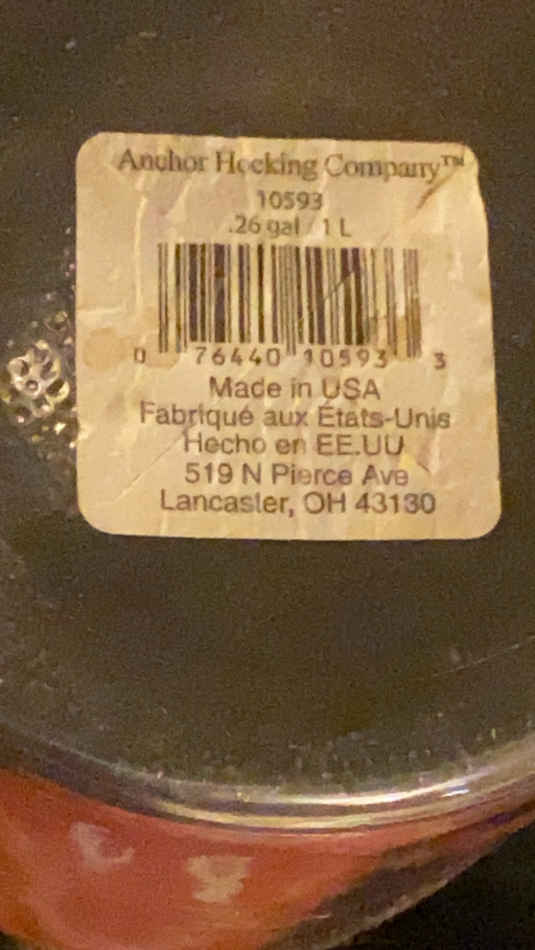 Anchor Hocking Company™
10593
.26 gal / 1 L
0 76440 10593 3
Made in USA
Fabriqué aux États-Unis
Hecho en EE.UU
519 N Pierce Ave
Lancaster, OH 43130